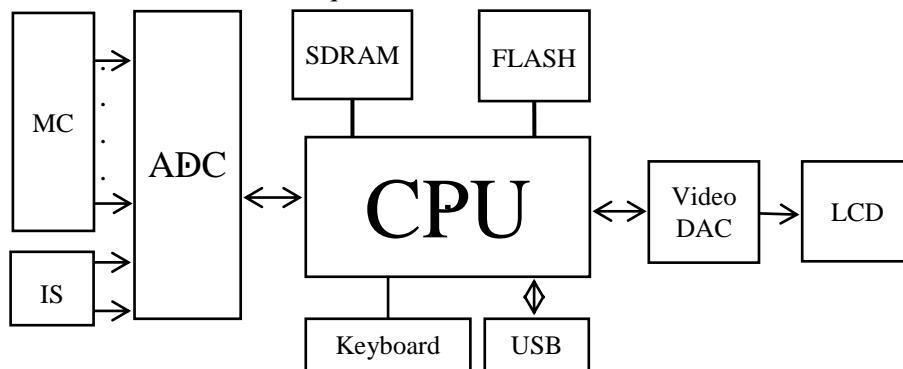 SDRAM
FLASH
MC
ADC
CPU
Video
DAC
LCD
IS
Keyboard
USB